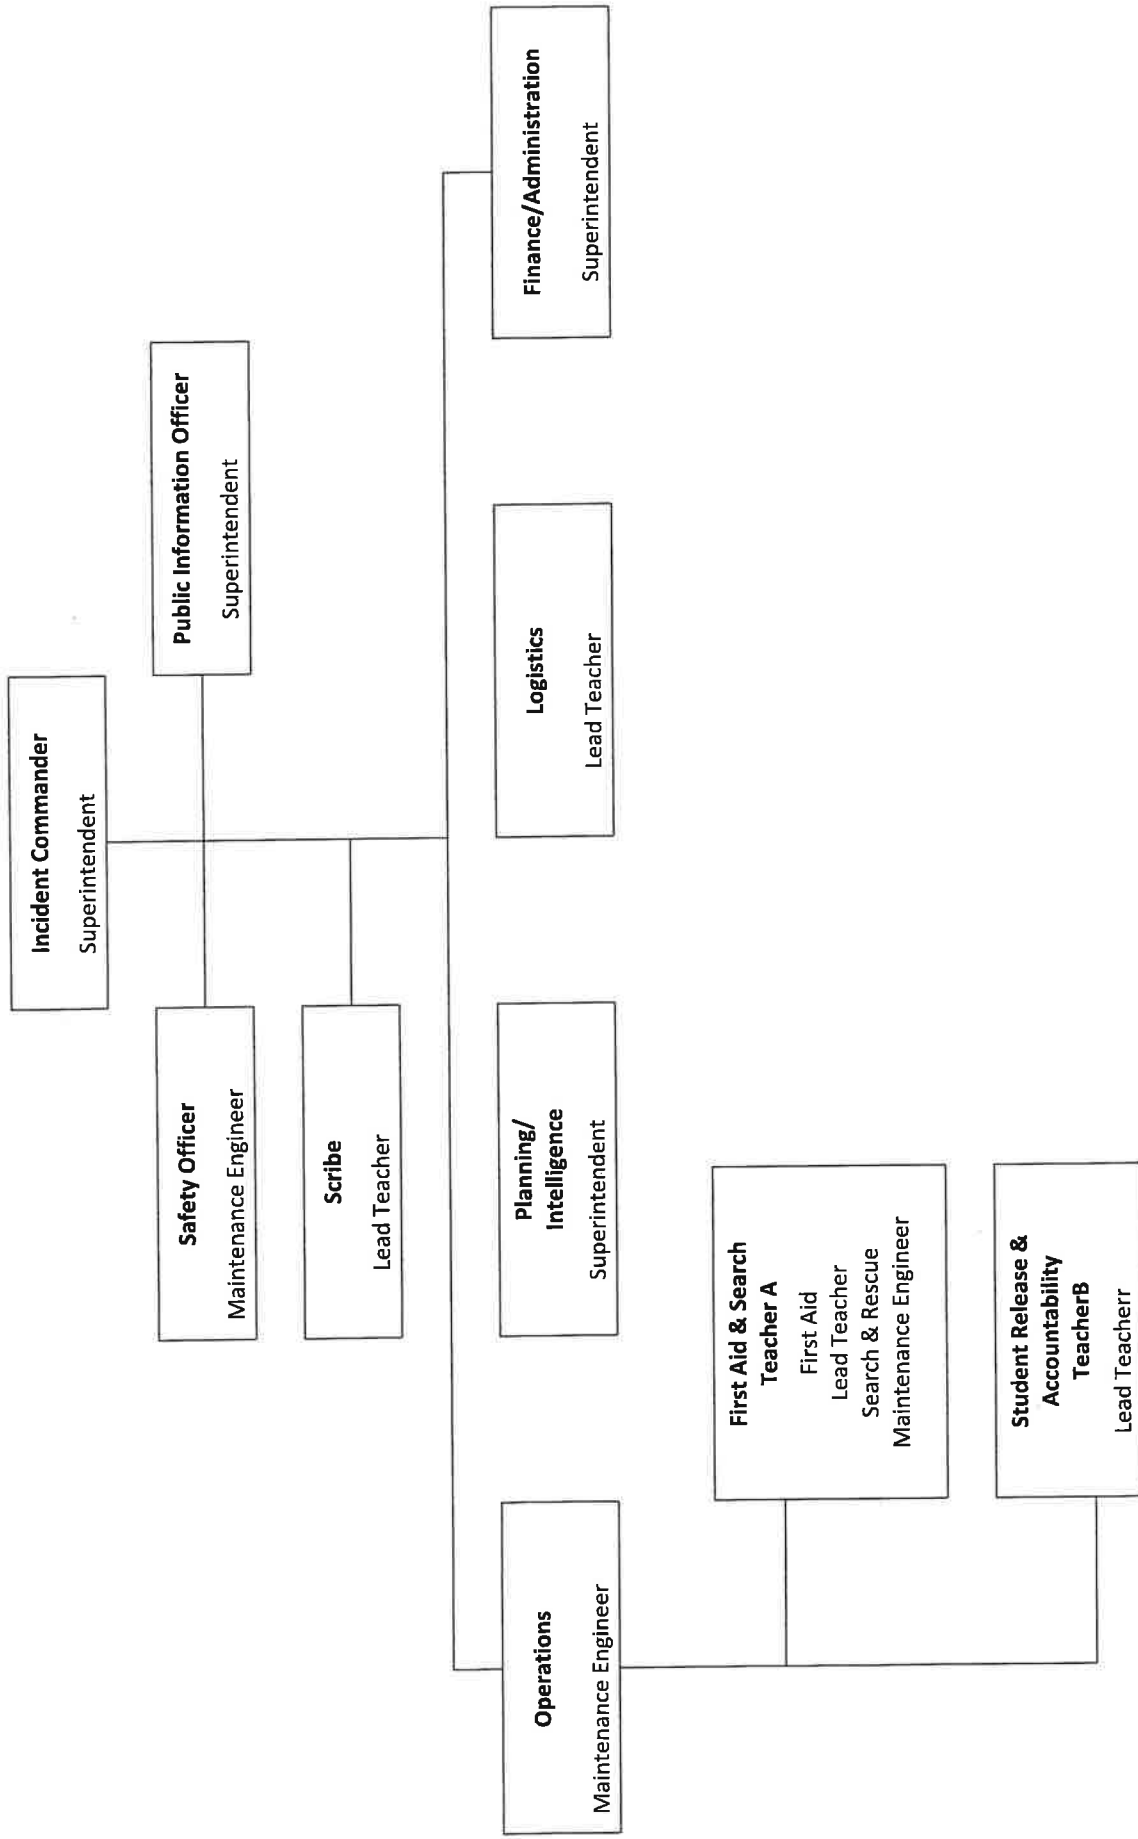 Incident Commander
Superintendent
Safety Officer
Maintenance Engineer
Public Information Officer
Superintendent
Scribe
Lead Teacher
Operations
Maintenance Engineer
Planning/
Intelligence
Superintendent
Logistics
Lead Teacher
Finance/Administration
Superintendent
First Aid & Search
Teacher A
First Aid
Lead Teacher
Search & Rescue
Maintenance Engineer
Student Release &
Accountability
TeacherB
Lead Teacherr